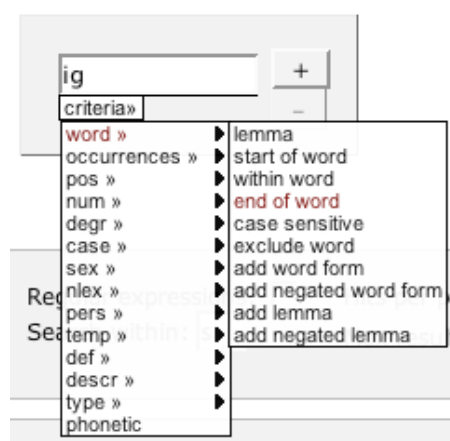 ig
+
criteria»
–
word »
occurrences »
pos »
num »
degr »
case »
sex »
nlex »
pers »
temp »
def »
descr »
type »
phonetic
lemma
start of word
within word
end of word
case sensitive
exclude word
add word form
add negated word form
add lemma
add negated lemma